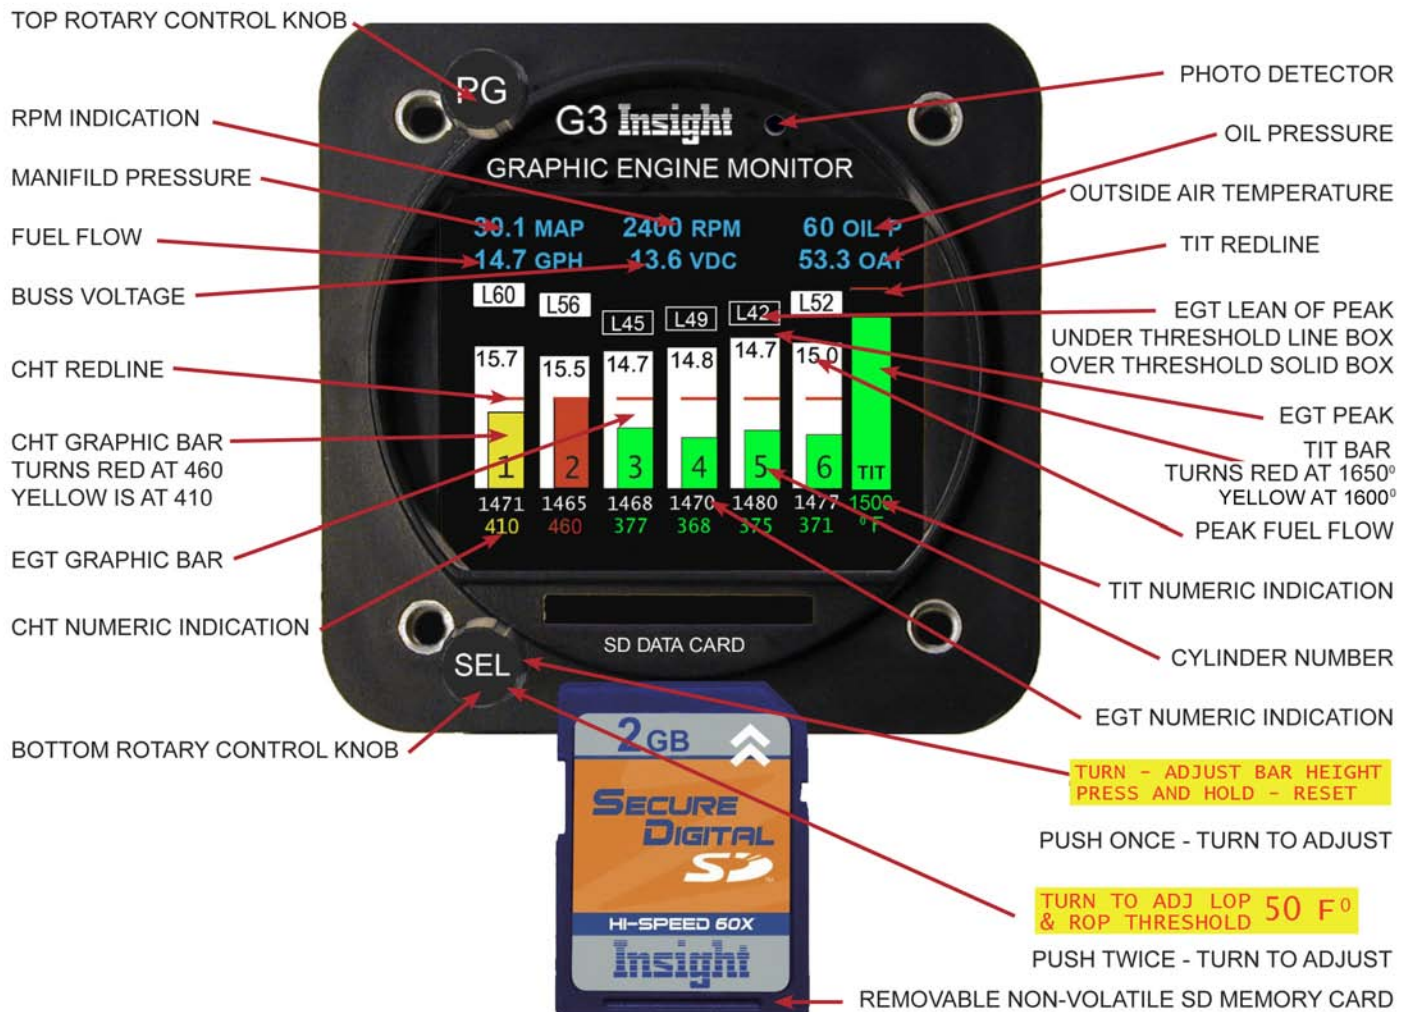 TOP ROTARY CONTROL KNOB
RPM INDICATION
MANIFILD PRESSURE
FUEL FLOW
BUSS VOLTAGE
CHT REDLINE
CHT GRAPHIC BAR
TURNS RED AT 460
YELLOW IS AT 410
EGT GRAPHIC BAR
CHT NUMERIC INDICATION
BOTTOM ROTARY CONTROL KNOB
PG
G3 Insight
GRAPHIC ENGINE MONITOR
39.1 MAP 2400 RPM 60 OIL P
14.7 GPH 13.6 VDC 53.3 OAT
L60 L56 L45 L49 L42 L52
15.7 15.5 14.7 14.8 14.7 15.0
1 2 3 4 5 6 TIT
1471 1465 1468 1470 1480 1477 1509
410 460 377 368 375 371 °F
SD DATA CARD
SEL
2GB
SECURE
DIGITAL
SD
HI-SPEED 60X
Insight
PHOTO DETECTOR
OIL PRESSURE
OUTSIDE AIR TEMPERATURE
TIT REDLINE
EGT LEAN OF PEAK
UNDER THRESHOLD LINE BOX
OVER THRESHOLD SOLID BOX
EGT PEAK
TIT BAR
TURNS RED AT 1650°
YELLOW AT 1600°
PEAK FUEL FLOW
TIT NUMERIC INDICATION
CYLINDER NUMBER
EGT NUMERIC INDICATION
TURN - ADJUST BAR HEIGHT
PRESS AND HOLD - RESET
PUSH ONCE - TURN TO ADJUST
TURN TO ADJ LOP 50 F°
& ROP THRESHOLD
PUSH TWICE - TURN TO ADJUST
REMOVABLE NON-VOLATILE SD MEMORY CARD